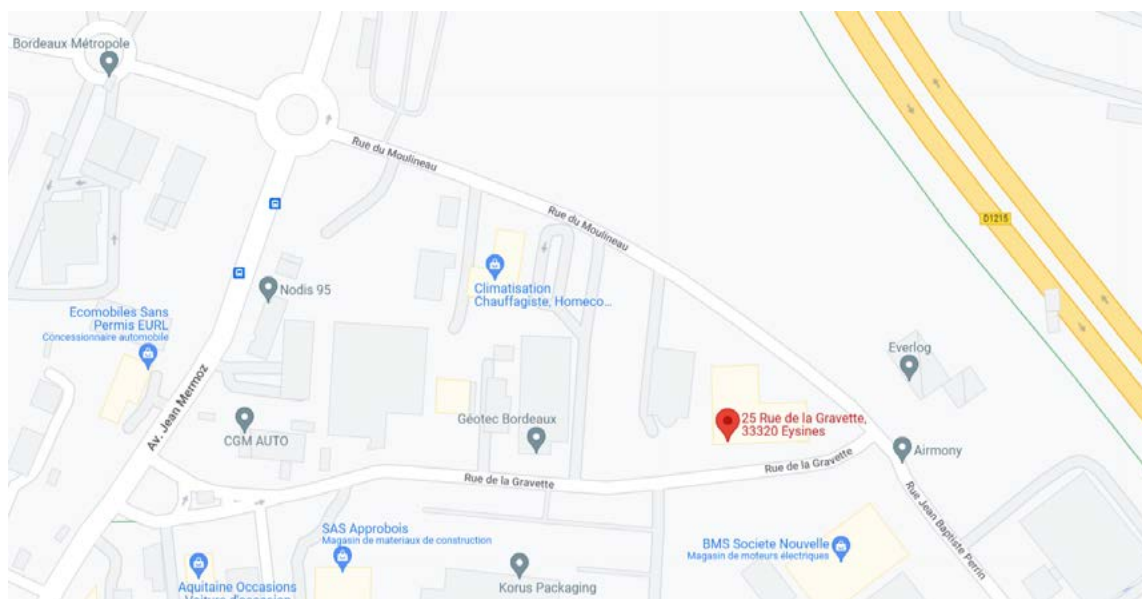 Bordeaux Métropole
Rue du Moulineau
Rue du Moulineau
D1215
Nodis 95
Climatisation
Chauffagiste, Homeco...
Ecomobiles Sans
Permis EURL
Concessionnaire automobile
Everlog
Av. Jean Mermoz
CGM AUTO
Géotec Bordeaux
25 Rue de la Gravette,
33320 Eysines
Airmony
Rue de la Gravette
Rue de la Gravette
Rue Jean Baptiste Perrin
SAS Approbois
Magasin de materiaux de construction
BMS Societe Nouvelle
Magasin de moteurs électriques
Aquitaine Occasions
Voiture d'occasion
Korus Packaging